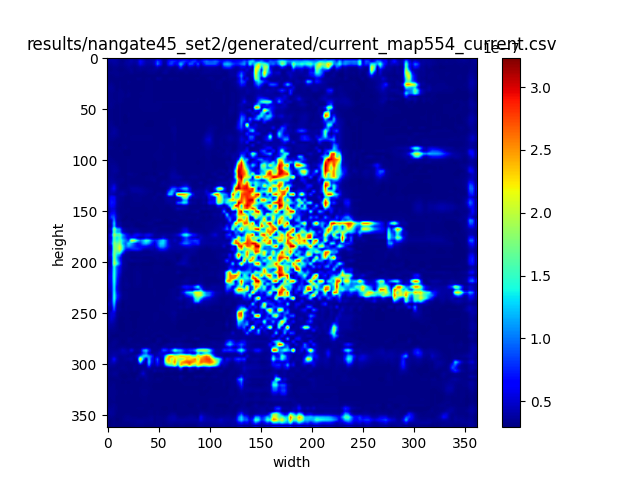 results/nangate45_set2/generated/current_map554_current.csv
1e−7
0
50
100
150
200
250
300
350
height
0 50 100 150 200 250 300 350
width
3.0
2.5
2.0
1.5
1.0
0.5